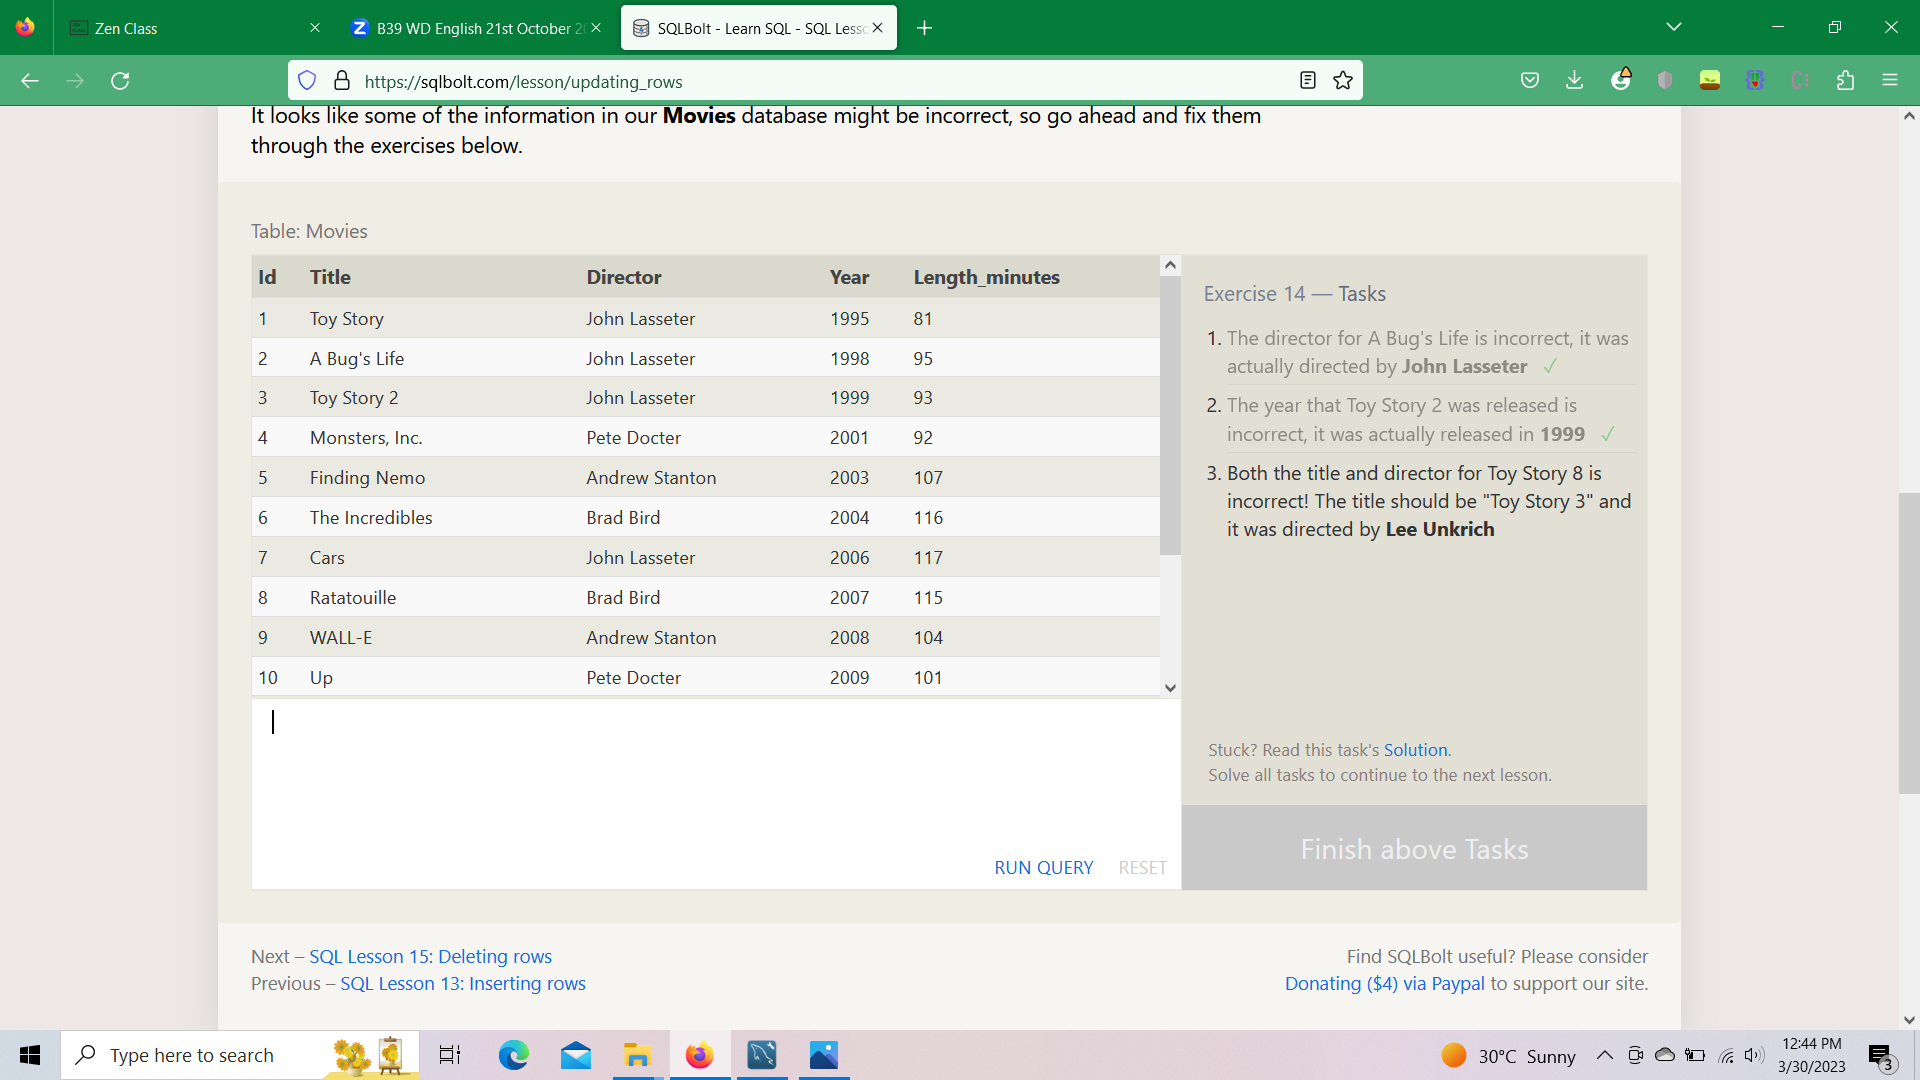 Zen Class
B39 WD English 21st October 2
SQLBolt - Learn SQL - SQL Lesso
https://sqlbolt.com/lesson/updating_rows
It looks like some of the information in our Movies database might be incorrect, so go ahead and fix them
through the exercises below.
Table: Movies
Id Title Director Year Length_minutes
1 Toy Story John Lasseter 1995 81
2 A Bug's Life John Lasseter 1998 95
3 Toy Story 2 John Lasseter 1999 93
4 Monsters, Inc. Pete Docter 2001 92
5 Finding Nemo Andrew Stanton 2003 107
6 The Incredibles Brad Bird 2004 116
7 Cars John Lasseter 2006 117
8 Ratatouille Brad Bird 2007 115
9 WALL-E Andrew Stanton 2008 104
10 Up Pete Docter 2009 101
RUN QUERY RESET
Exercise 14 — Tasks
1. The director for A Bug's Life is incorrect, it was
actually directed by John Lasseter ✓
2. The year that Toy Story 2 was released is
incorrect, it was actually released in 1999 ✓
3. Both the title and director for Toy Story 8 is
incorrect! The title should be "Toy Story 3" and
it was directed by Lee Unkrich
Stuck? Read this task's Solution.
Solve all tasks to continue to the next lesson.
Finish above Tasks
Next – SQL Lesson 15: Deleting rows
Previous – SQL Lesson 13: Inserting rows
Find SQLBolt useful? Please consider
Donating ($4) via Paypal to support our site.
Type here to search
30°C Sunny
12:44 PM
3/30/2023
3